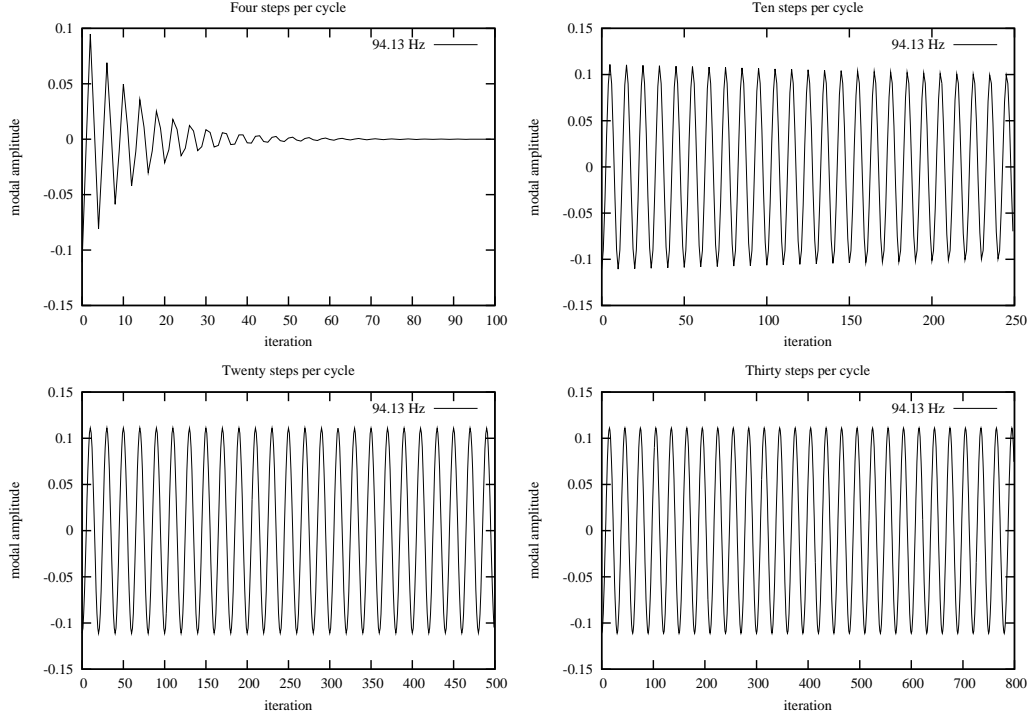 Four steps per cycle
94.13 Hz
modal amplitude
0.1
0.05
0
-0.05
-0.1
-0.15
0 10 20 30 40 50 60 70 80 90 100
iteration
Ten steps per cycle
94.13 Hz
modal amplitude
0.15
0.1
0.05
0
-0.05
-0.1
-0.15
0 50 100 150 200 250
iteration
Twenty steps per cycle
94.13 Hz
modal amplitude
0.15
0.1
0.05
0
-0.05
-0.1
-0.15
0 50 100 150 200 250 300 350 400 450 500
iteration
Thirty steps per cycle
94.13 Hz
modal amplitude
0.15
0.1
0.05
0
-0.05
-0.1
-0.15
0 100 200 300 400 500 600 700 800
iteration